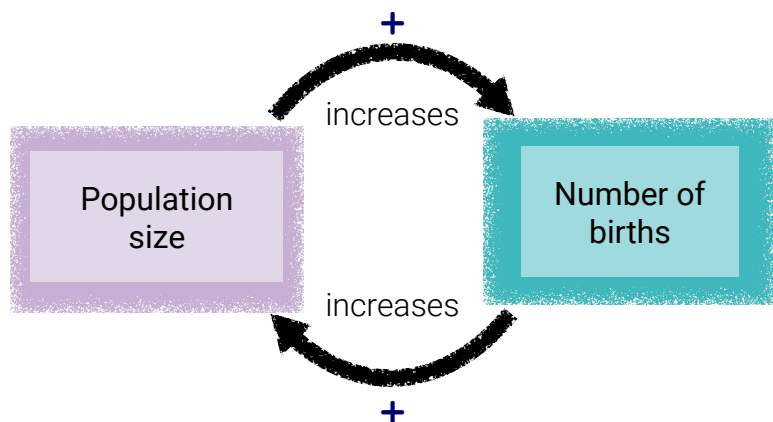 +
increases
Population
size
Number of
births
increases
+